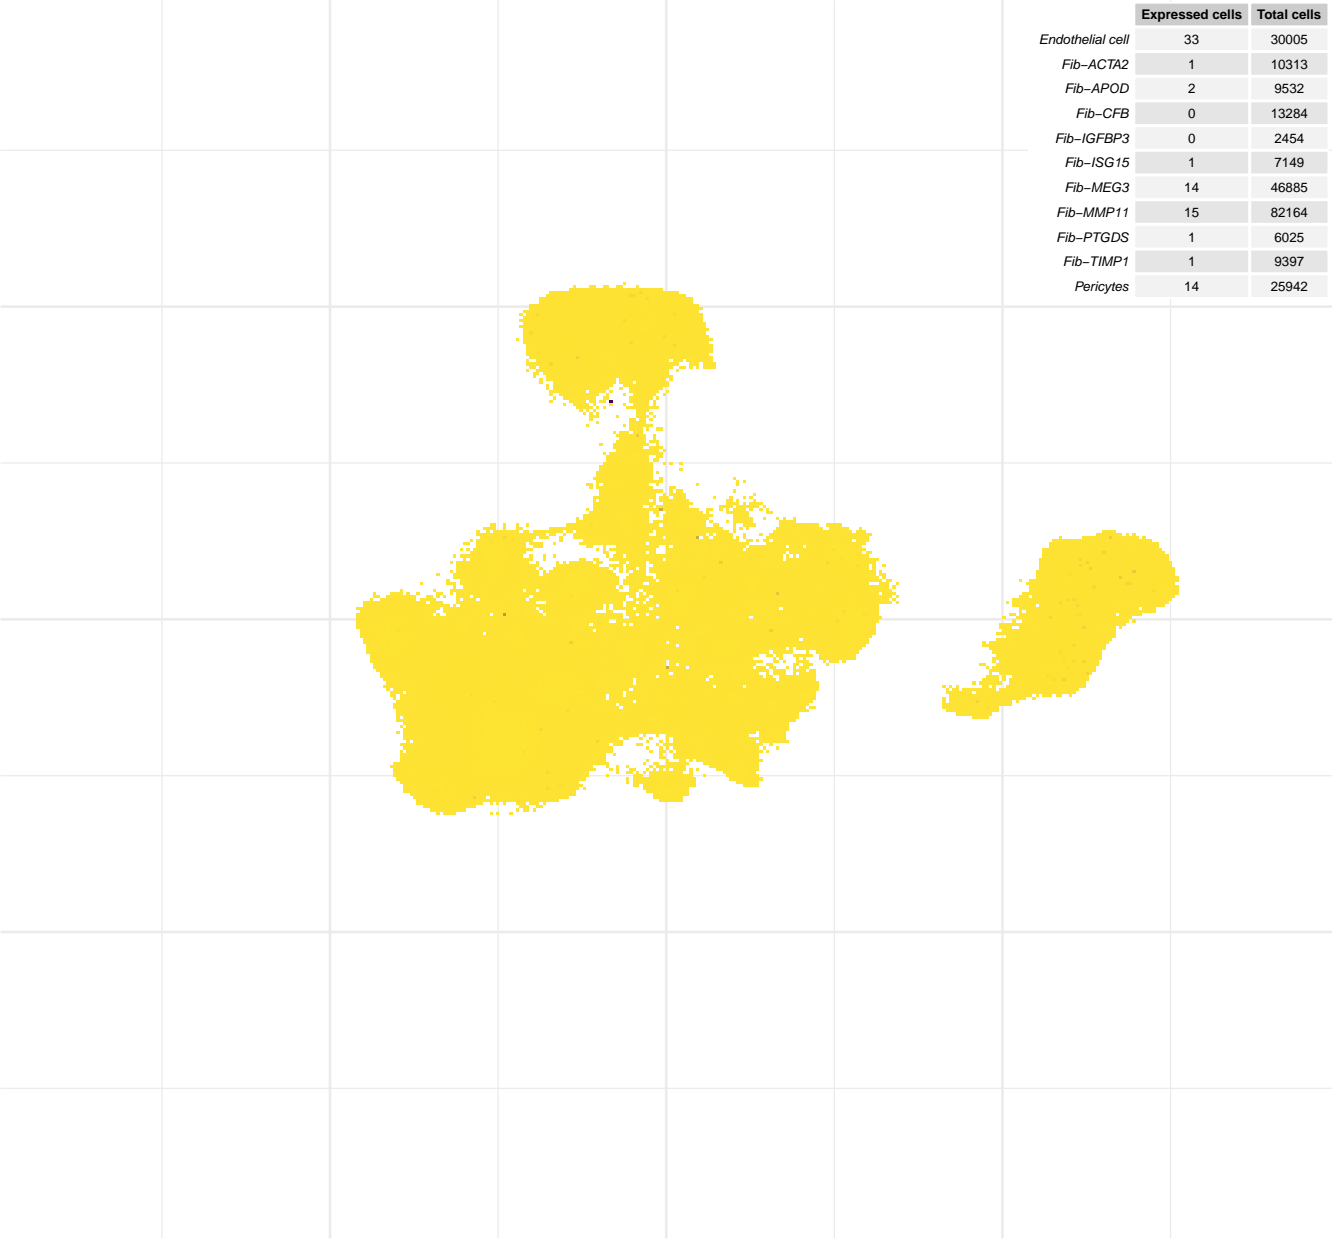 Expressed cells Total cells
Endothelial cell 33 30005
Fib−ACTA2 1 10313
Fib−APOD 2 9532
Fib−CFB 0 13284
Fib−IGFBP3 0 2454
Fib−ISG15 1 7149
Fib−MEG3 14 46885
Fib−MMP11 15 82164
Fib−PTGDS 1 6025
Fib−TIMP1 1 9397
Pericytes 14 25942